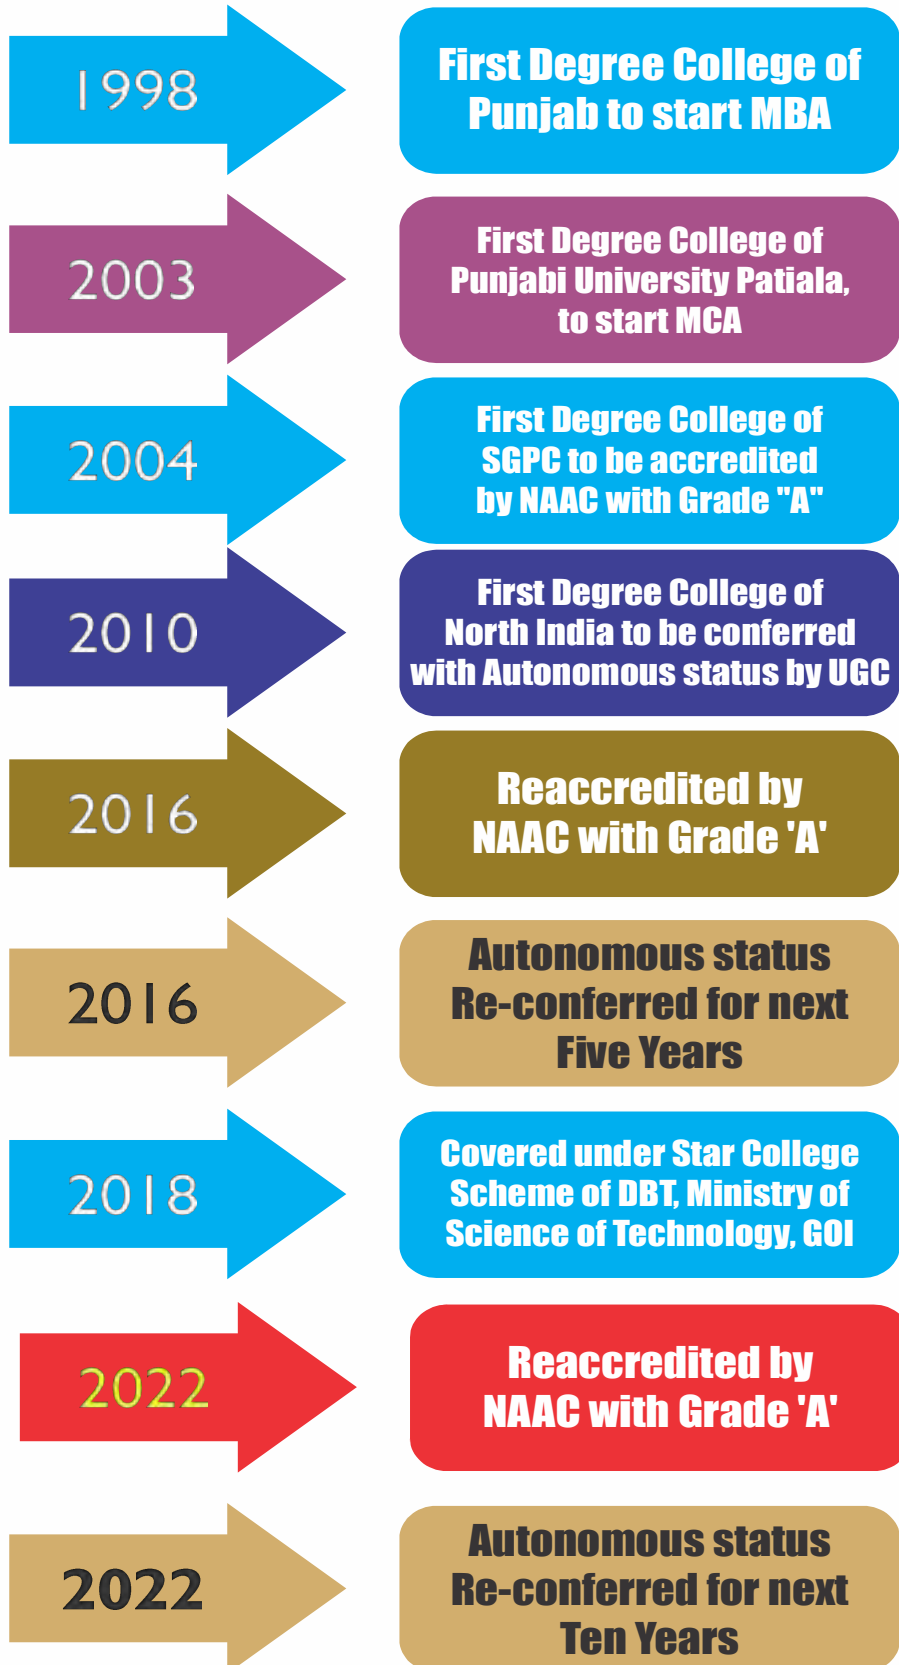 1998
First Degree College of
Punjab to start MBA
2003
First Degree College of
Punjabi University Patiala,
to start MCA
2004
First Degree College of
SGPC to be accredited
by NAAC with Grade "A"
2010
First Degree College of
North India to be conferred
with Autonomous status by UGC
2016
Reaccredited by
NAAC with Grade 'A'
2016
Autonomous status
Re-conferred for next
Five Years
2018
Covered under Star College
Scheme of DBT, Ministry of
Science of Technology, GOI
2022
Reaccredited by
NAAC with Grade 'A'
2022
Autonomous status
Re-conferred for next
Ten Years